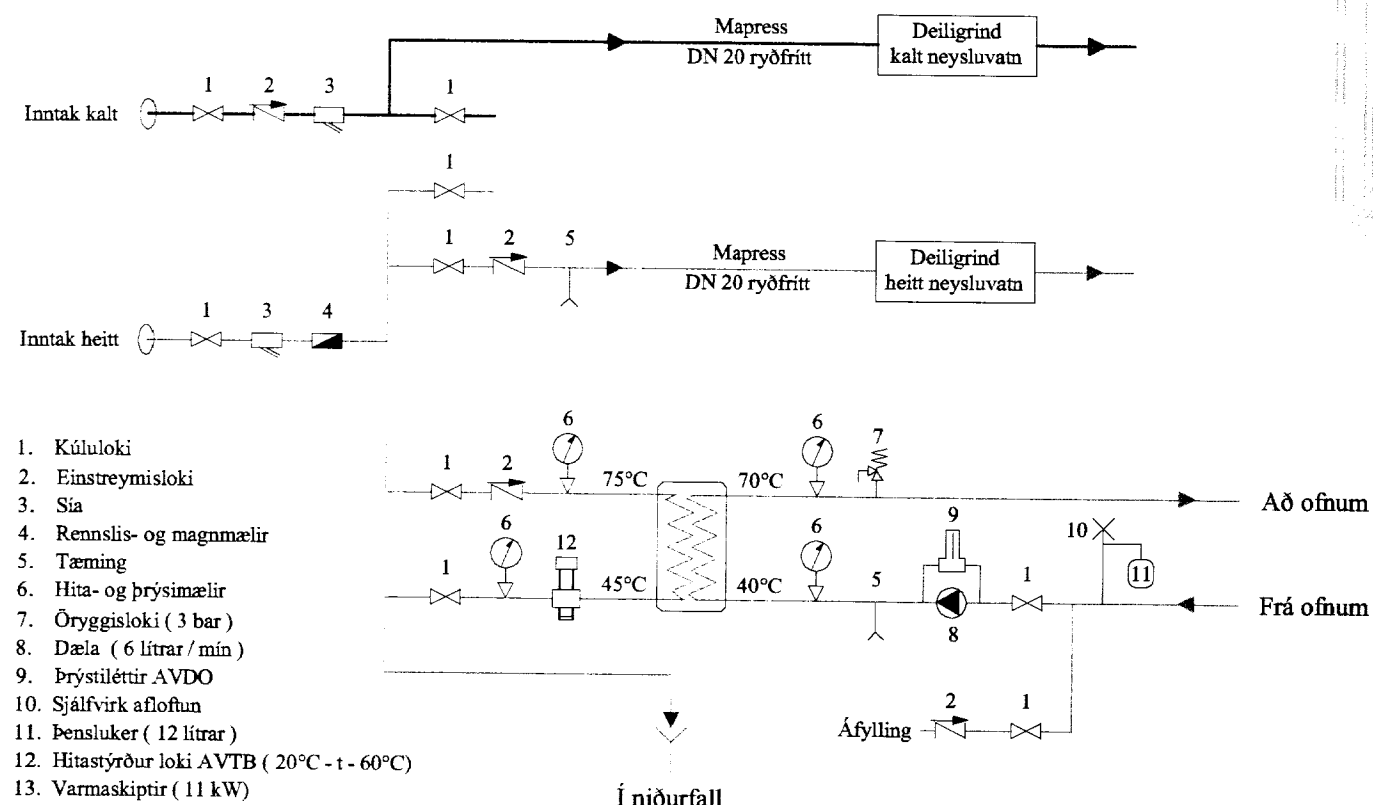 Mapress
DN 20 ryðfrítt
Deiligrind
kalt neysluvatn
1
2
3
1
Inntak kalt
1
1
2
5
Mapress
DN 20 ryðfrítt
Deiligrind
heitt neysluvatn
1
3
4
Inntak heitt
1. Kúluloki
2. Einstreymisloki
3. Sía
4. Rennslis- og magnmælir
5. Tæming
6. Hita- og þrýsimælir
7. Öryggisloki ( 3 bar )
8. Dæla ( 6 lítrar / mín )
9. Þrýstiléttir AVDO
10. Sjálfvirk afloftun
11. Þensluker ( 12 lítrar )
12. Hitastýrður loki AVTB ( 20°C - t - 60°C)
13. Varmaskiptir ( 11 kW)
6
6
7
1
2
75°C
70°C
Að ofnum
6
12
6
9
10
11
1
45°C
40°C
5
8
1
Frá ofnum
2
1
Áfylling
Í niðurfall